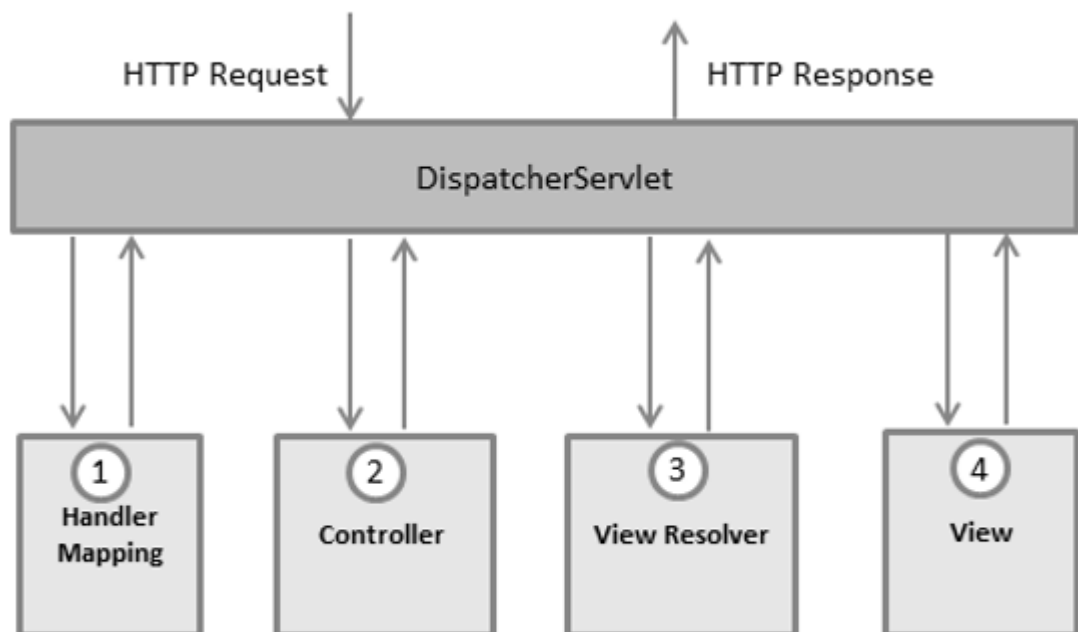 HTTP Request
HTTP Response
DispatcherServlet
1
Handler
Mapping
2
Controller
3
View Resolver
4
View